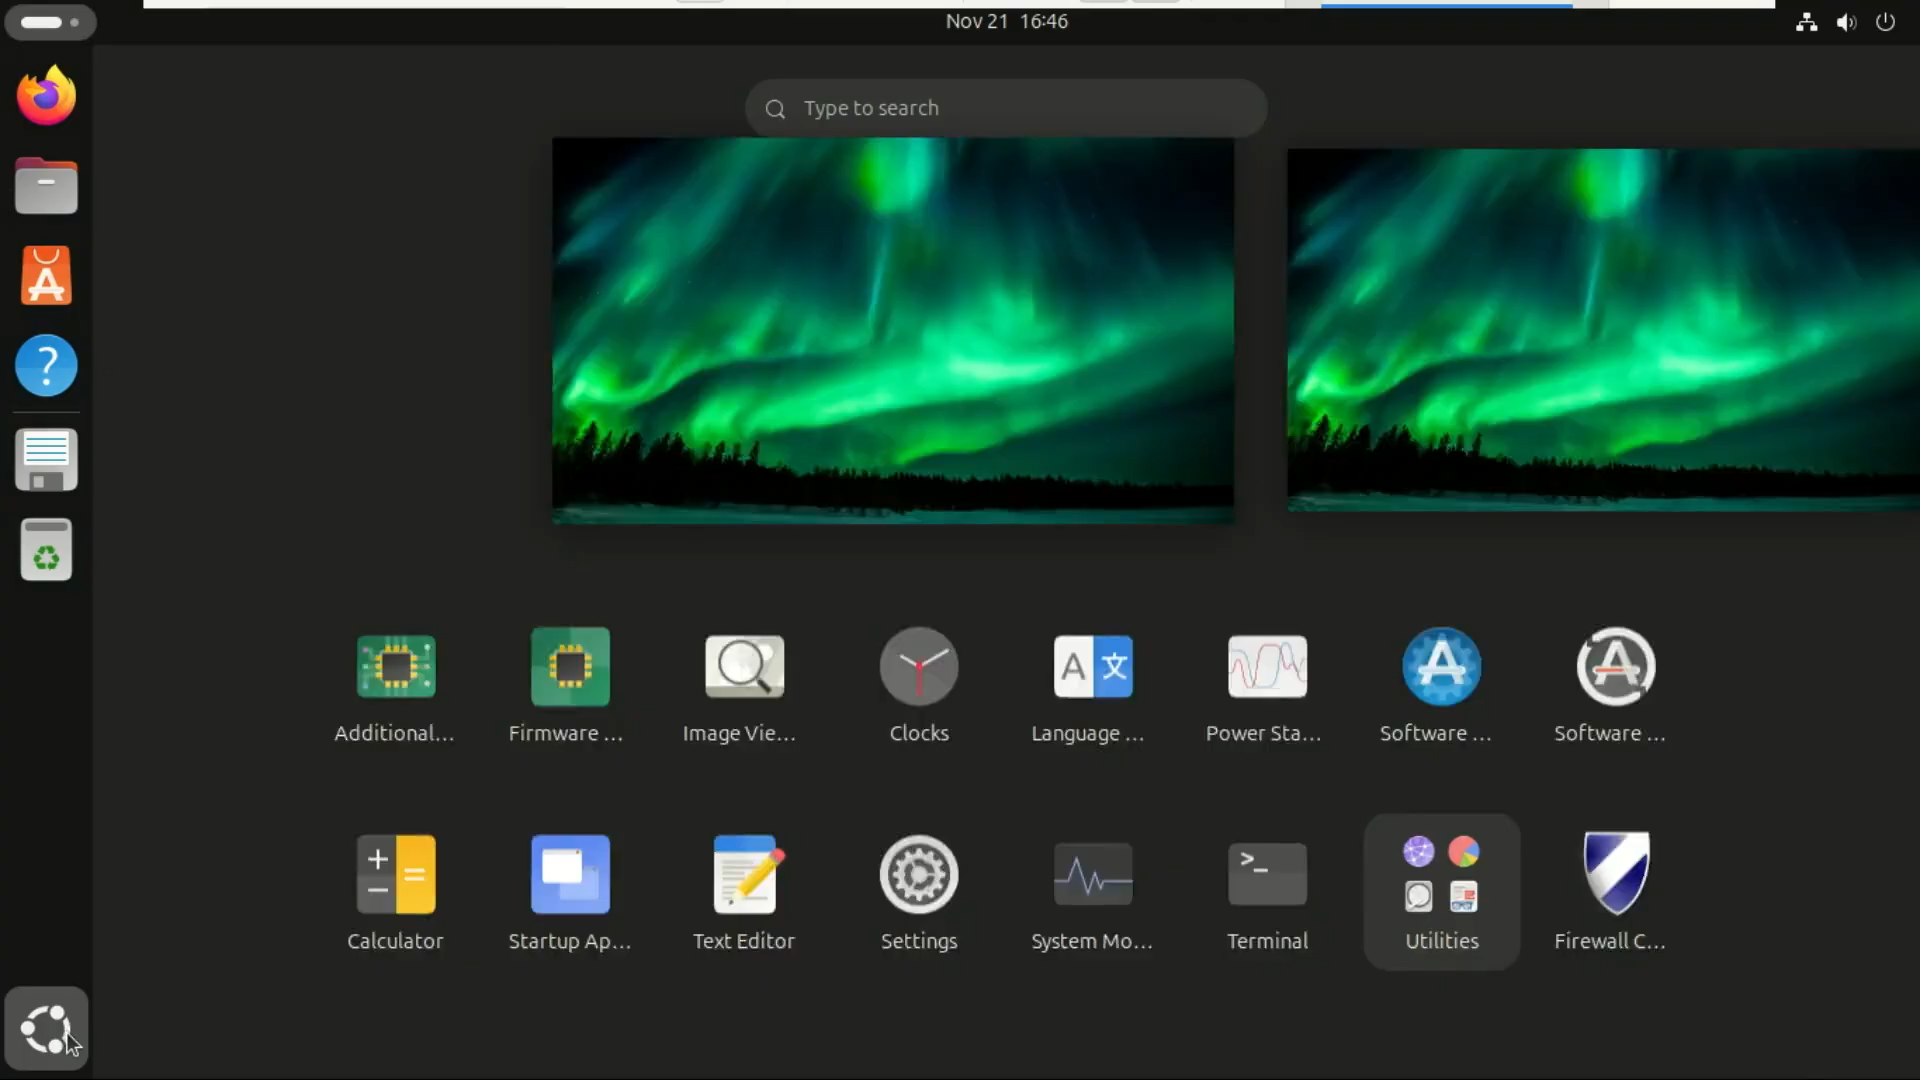 Nov 21 16:46
Type to search
Additional...
Firmware ...
Image Vie...
Clocks
Language ...
Power Sta...
Software ...
Software ...
Calculator
Startup Ap...
Text Editor
Settings
System Mo...
Terminal
Utilities
Firewall C...